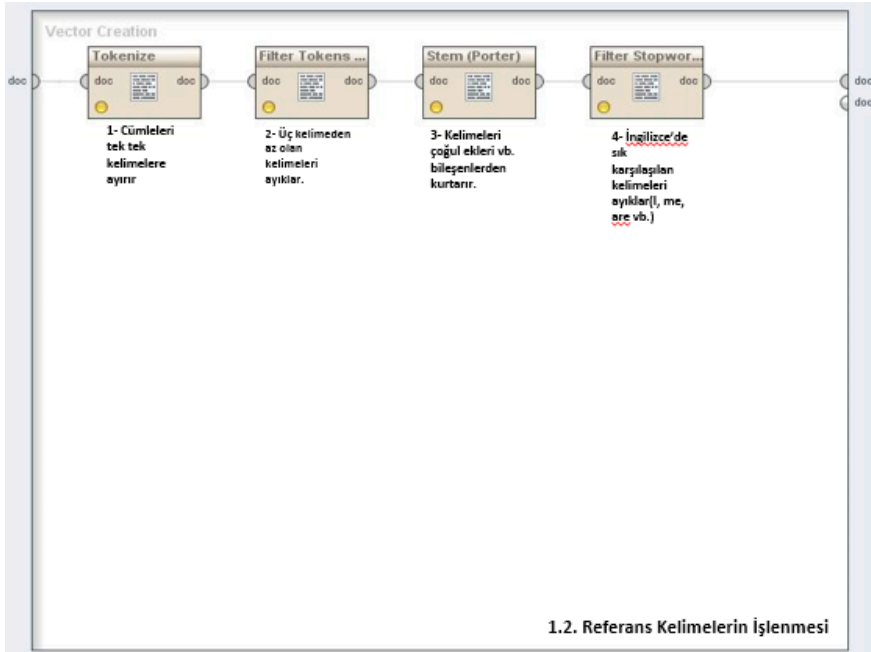 Vector Creation
Tokenize
Filter Tokens ...
Stem (Porter)
Filter Stopwor...
doc
doc
doc
doc
doc
doc
doc
doc
doc
doc
doc
1- Cümleleri
tek tek
kelimelere
ayırır
2- Üç kelimeden
az olan
kelimeleri
ayıklar.
3- Kelimeleri
çoğul ekleri vb.
bileşenlerden
kurtarır.
4- İngilizce'de
sık
karşılaşılan
kelimeleri
ayıklar(I, me,
are vb.)
1.2. Referans Kelimelerin İşlenmesi